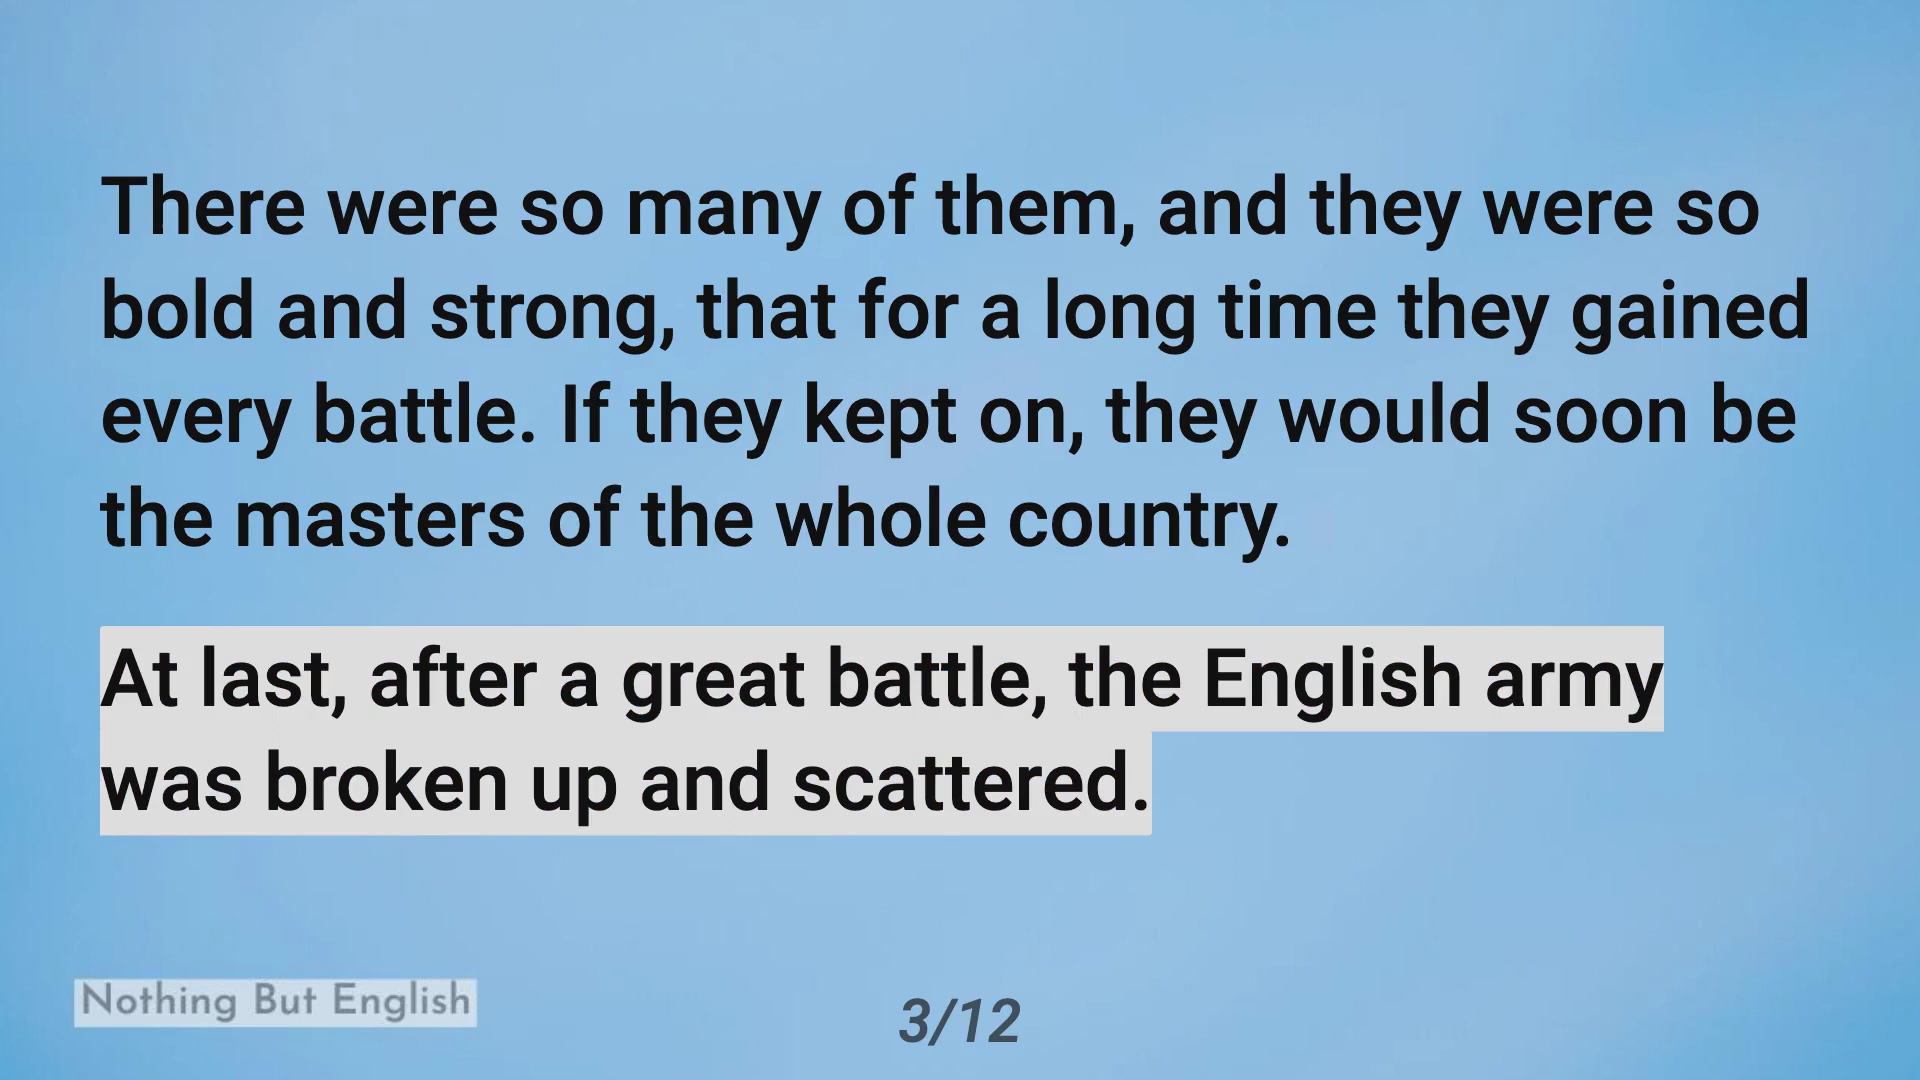 There were so many of them, and they were so
bold and strong, that for a long time they gained
every battle. If they kept on, they would soon be
the masters of the whole country.
At last, after a great battle, the English army
was broken up and scattered.
Nothing But English
3/12